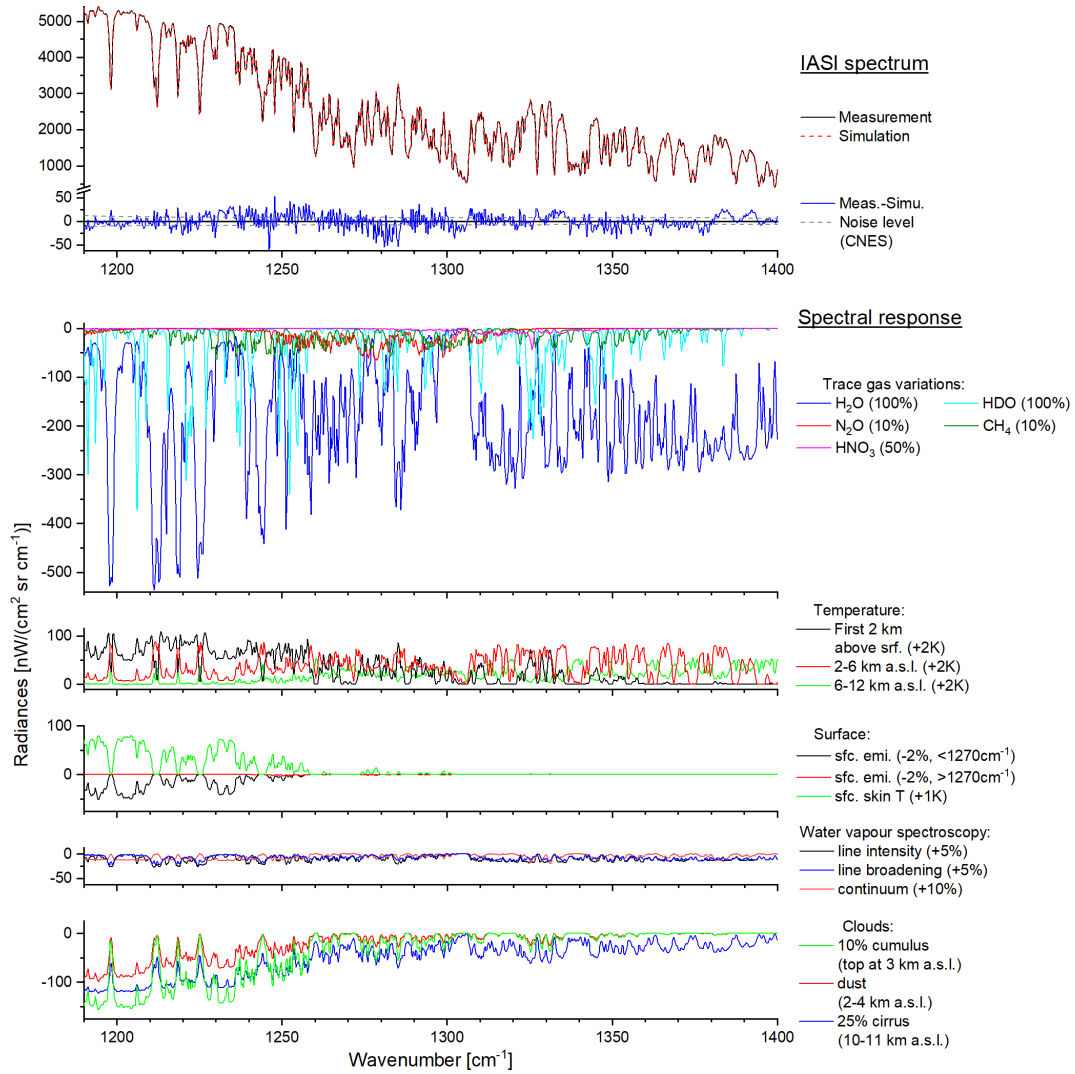 5000
4000
3000
2000
1000
50
0
-50
1200
1250
1300
1350
1400
IASI spectrum
Measurement
Simulation
Meas.-Simu.
Noise level
(CNES)
0
-100
-200
-300
-400
-500
Spectral response
Trace gas variations:
H₂O (100%)
HDO (100%)
N₂O (10%)
CH₄ (10%)
HNO₃ (50%)
Radiances [nW/(cm² sr cm⁻¹)]
100
0
Temperature:
First 2 km
above srf. (+2K)
2-6 km a.s.l. (+2K)
6-12 km a.s.l. (+2K)
100
0
Surface:
sfc. emi. (-2%, <1270cm⁻¹)
sfc. emi. (-2%, >1270cm⁻¹)
sfc. skin T (+1K)
0
-50
Water vapour spectroscopy:
line intensity (+5%)
line broadening (+5%)
continuum (+10%)
0
-100
Clouds:
10% cumulus
(top at 3 km a.s.l.)
dust
(2-4 km a.s.l.)
25% cirrus
(10-11 km a.s.l.)
1200
1250
1300
1350
1400
Wavenumber [cm⁻¹]